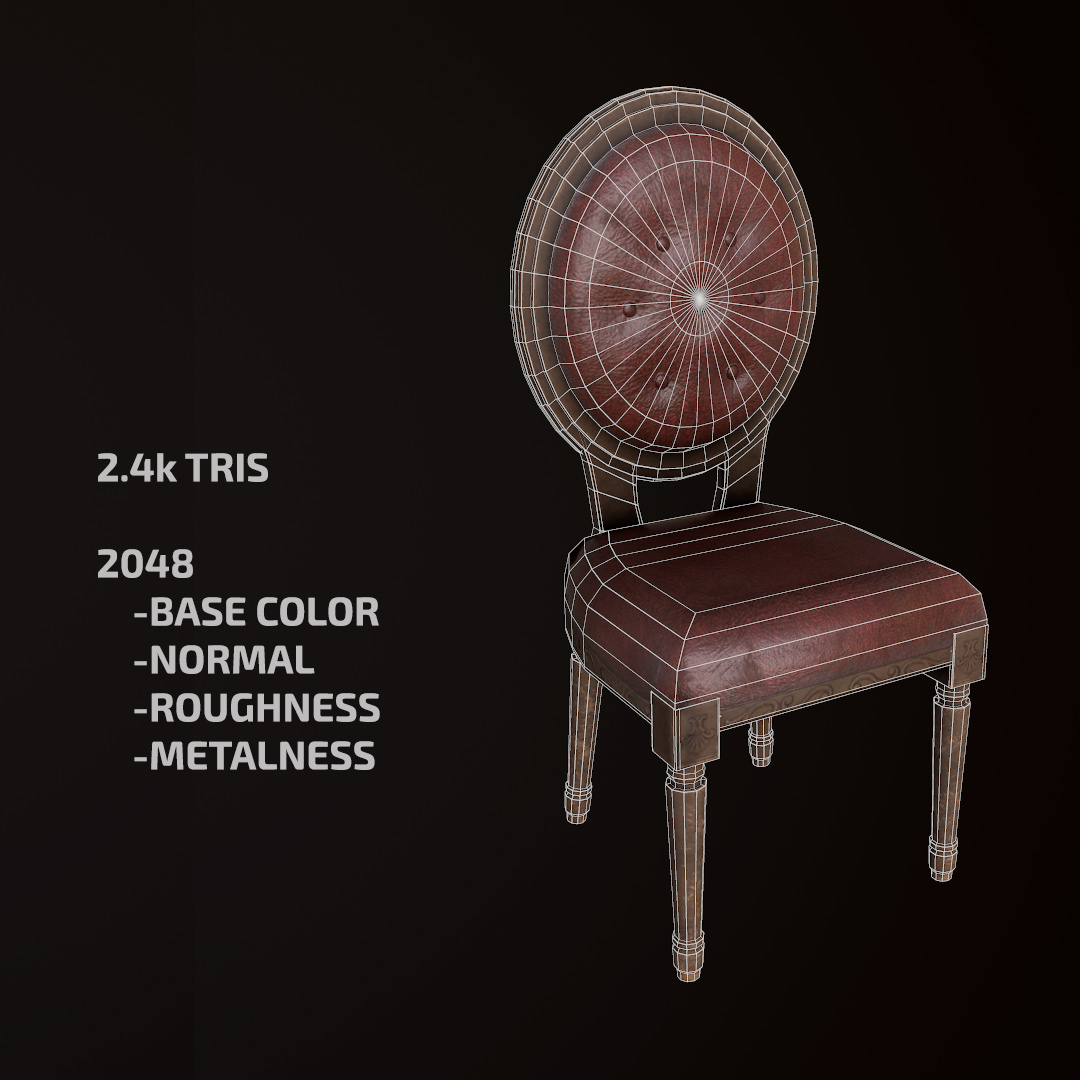 2.4k TRIS
2048
-BASE COLOR
-NORMAL
-ROUGHNESS
-METALNESS